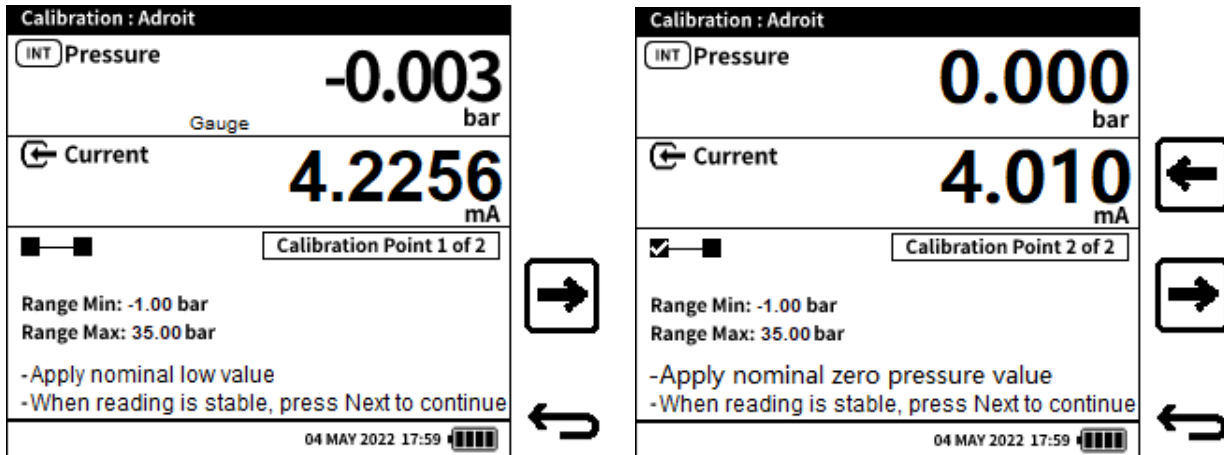 Calibration : Adroit
INT Pressure
-0.003
Gauge
bar
Current
4.2256
mA
Calibration Point 1 of 2
Range Min: -1.00 bar
Range Max: 35.00 bar
-Apply nominal low value
-When reading is stable, press Next to continue
04 MAY 2022 17:59
Calibration : Adroit
INT Pressure
0.000
bar
Current
4.010
mA
Calibration Point 2 of 2
Range Min: -1.00 bar
Range Max: 35.00 bar
-Apply nominal zero pressure value
-When reading is stable, press Next to continue
04 MAY 2022 17:59